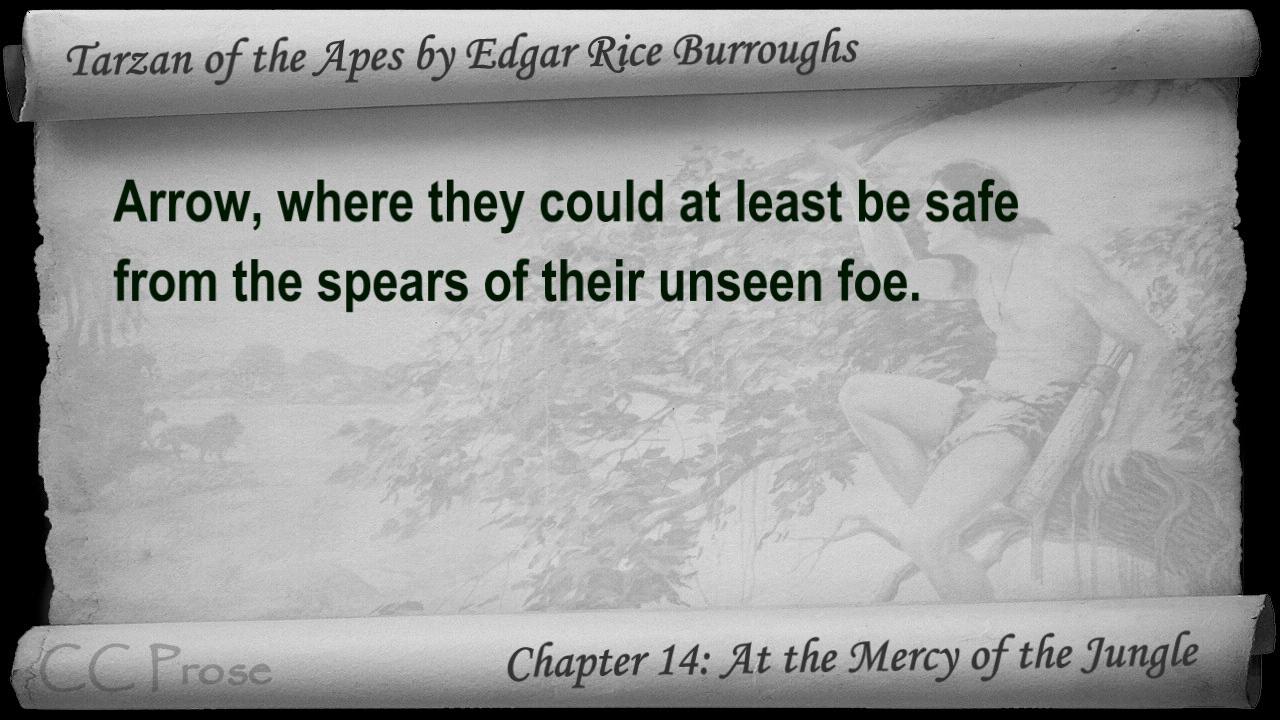 Tarzan of the Apes by Edgar Rice Burroughs
Arrow, where they could at least be safe
from the spears of their unseen foe.
CC Prose
Chapter 14: At the Mercy of the Jungle